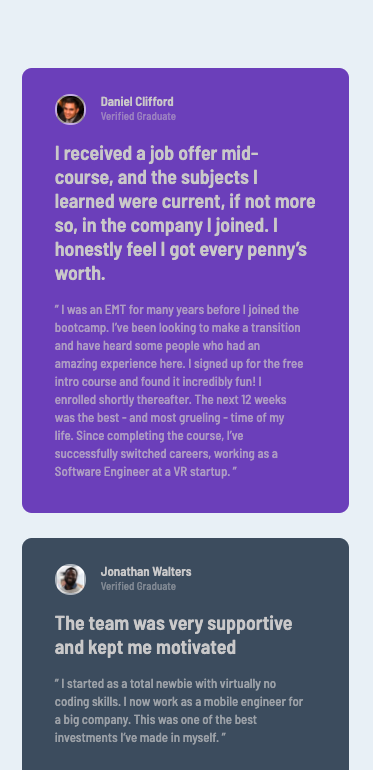 Daniel Clifford
Verified Graduate
I received a job offer mid-
course, and the subjects I
learned were current, if not more
so, in the company I joined. I
honestly feel I got every penny’s
worth.
“ I was an EMT for many years before I joined the
bootcamp. I’ve been looking to make a transition
and have heard some people who had an
amazing experience here. I signed up for the free
intro course and found it incredibly fun! I
enrolled shortly thereafter. The next 12 weeks
was the best - and most grueling - time of my
life. Since completing the course, I’ve
successfully switched careers, working as a
Software Engineer at a VR startup. ”
Jonathan Walters
Verified Graduate
The team was very supportive
and kept me motivated
“ I started as a total newbie with virtually no
coding skills. I now work as a mobile engineer for
a big company. This was one of the best
investments I’ve made in myself. ”